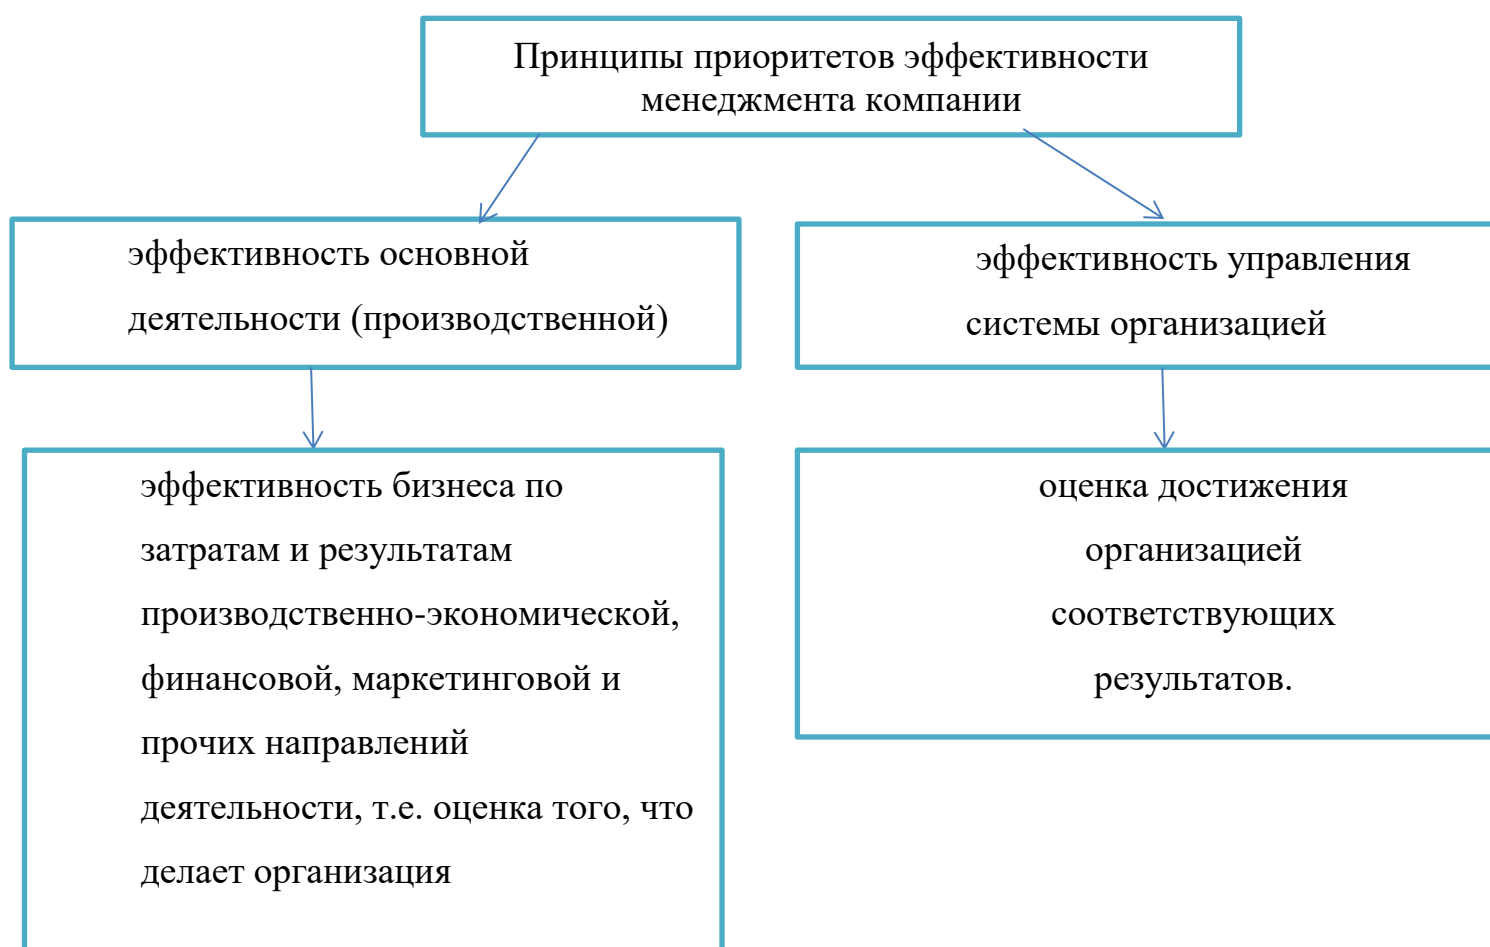 Принципы приоритетов эффективности
менеджмента компании
эффективность основной
деятельности (производственной)
эффективность управления
системы организацией
эффективность бизнеса по
затратам и результатам
производственно-экономической,
финансовой, маркетинговой и
прочих направлений
деятельности, т.е. оценка того, что
делает организация
оценка достижения
организацией
соответствующих
результатов.